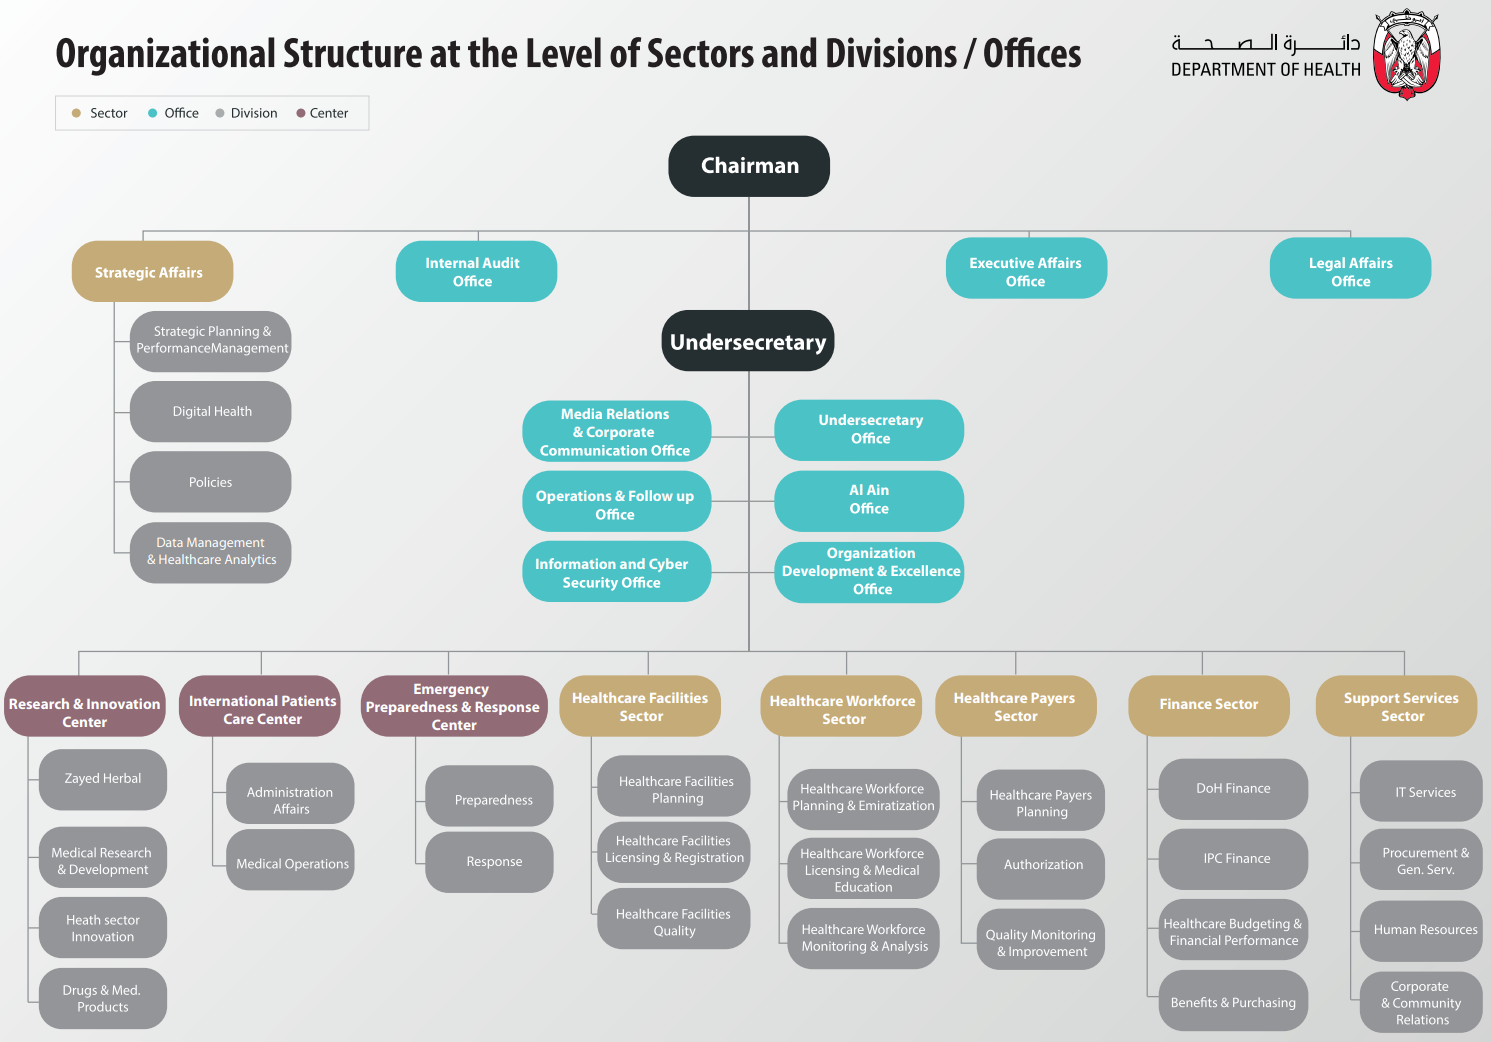 Organizational Structure at the Level of Sectors and Divisions / Offices
دائرة الصحة
DEPARTMENT OF HEALTH
Sector
Office
Division
Center
Chairman
Strategic Affairs
Internal Audit
Office
Executive Affairs
Office
Legal Affairs
Office
Strategic Planning &
PerformanceManagement
Digital Health
Policies
Data Management
& Healthcare Analytics
Undersecretary
Media Relations
& Corporate
Communication Office
Undersecretary
Office
Operations & Follow up
Office
Al Ain
Office
Information and Cyber
Security Office
Organization
Development & Excellence
Office
Research & Innovation
Center
Zayed Herbal
Medical Research
& Development
Heath sector
Innovation
Drugs & Med.
Products
International Patients
Care Center
Administration
Affairs
Medical Operations
Emergency
Preparedness & Response
Center
Preparedness
Response
Healthcare Facilities
Sector
Healthcare Facilities
Planning
Healthcare Facilities
Licensing & Registration
Healthcare Facilities
Quality
Healthcare Workforce
Sector
Healthcare Workforce
Planning & Emiratization
Healthcare Workforce
Licensing & Medical
Education
Healthcare Workforce
Monitoring & Analysis
Healthcare Payers
Sector
Healthcare Payers
Planning
Authorization
Quality Monitoring
& Improvement
Finance Sector
DoH Finance
IPC Finance
Healthcare Budgeting &
Financial Performance
Benefits & Purchasing
Support Services
Sector
IT Services
Procurement &
Gen. Serv.
Human Resources
Corporate
& Community
Relations